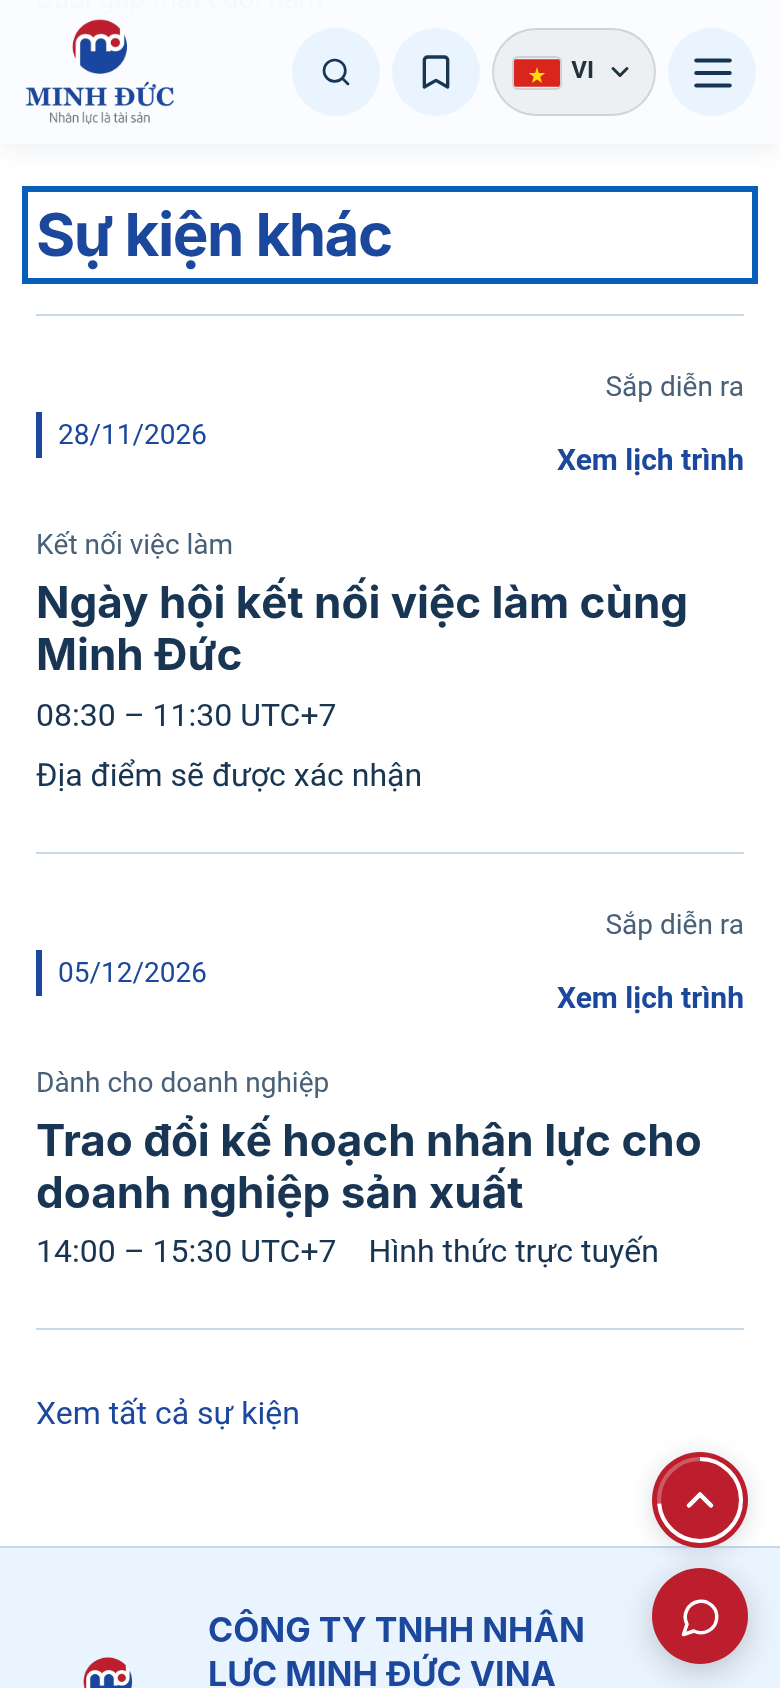 MINH ĐỨC
Nhân lực là tài sản
VI
Sự kiện khác
Sắp diễn ra
28/11/2026
Xem lịch trình
Kết nối việc làm
Ngày hội kết nối việc làm cùng
Minh Đức
08:30 – 11:30 UTC+7
Địa điểm sẽ được xác nhận
Sắp diễn ra
05/12/2026
Xem lịch trình
Dành cho doanh nghiệp
Trao đổi kế hoạch nhân lực cho
doanh nghiệp sản xuất
14:00 – 15:30 UTC+7 Hình thức trực tuyến
Xem tất cả sự kiện
CÔNG TY TNHH NHÂN
LỰC MINH ĐỨC VINA